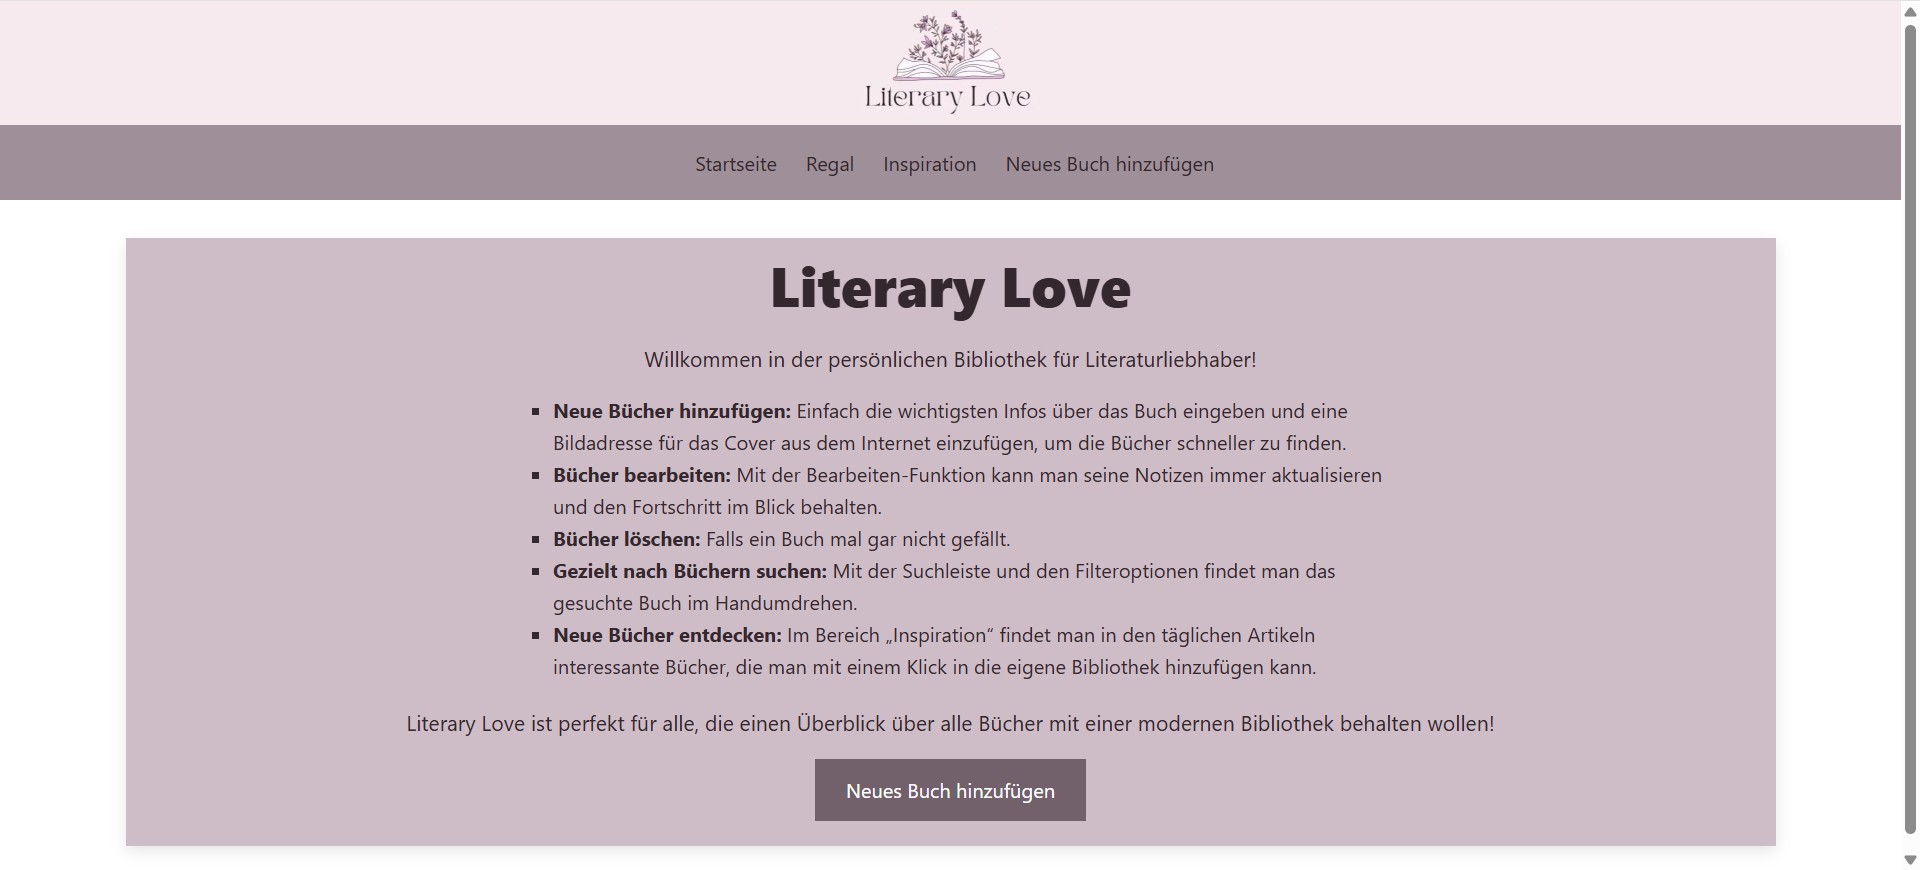 Literary Love
Startseite Regal Inspiration Neues Buch hinzufügen
Literary Love
Willkommen in der persönlichen Bibliothek für Literaturliebhaber!
Neue Bücher hinzufügen: Einfach die wichtigsten Infos über das Buch eingeben und eine
Bildadresse für das Cover aus dem Internet einzufügen, um die Bücher schneller zu finden.
Bücher bearbeiten: Mit der Bearbeiten-Funktion kann man seine Notizen immer aktualisieren
und den Fortschritt im Blick behalten.
Bücher löschen: Falls ein Buch mal gar nicht gefällt.
Gezielt nach Büchern suchen: Mit der Suchleiste und den Filteroptionen findet man das
gesuchte Buch im Handumdrehen.
Neue Bücher entdecken: Im Bereich „Inspiration“ findet man in den täglichen Artikeln
interessante Bücher, die man mit einem Klick in die eigene Bibliothek hinzufügen kann.
Literary Love ist perfekt für alle, die einen Überblick über alle Bücher mit einer modernen Bibliothek behalten wollen!
Neues Buch hinzufügen